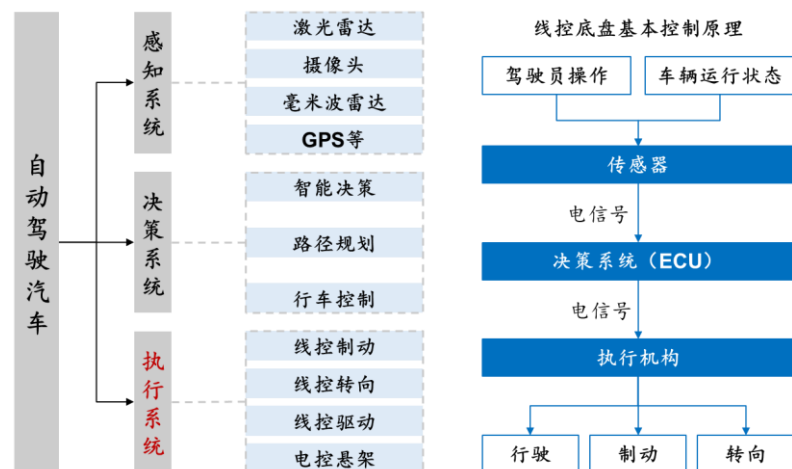 自动驾驶汽车
感知系统
激光雷达
摄像头
毫米波雷达
GPS等
决策系统
智能决策
路径规划
行车控制
执行系统
线控制动
线控转向
线控驱动
电控悬架
线控底盘基本控制原理
驾驶员操作
车辆运行状态
传感器
电信号
决策系统（ECU）
电信号
执行机构
行驶
制动
转向